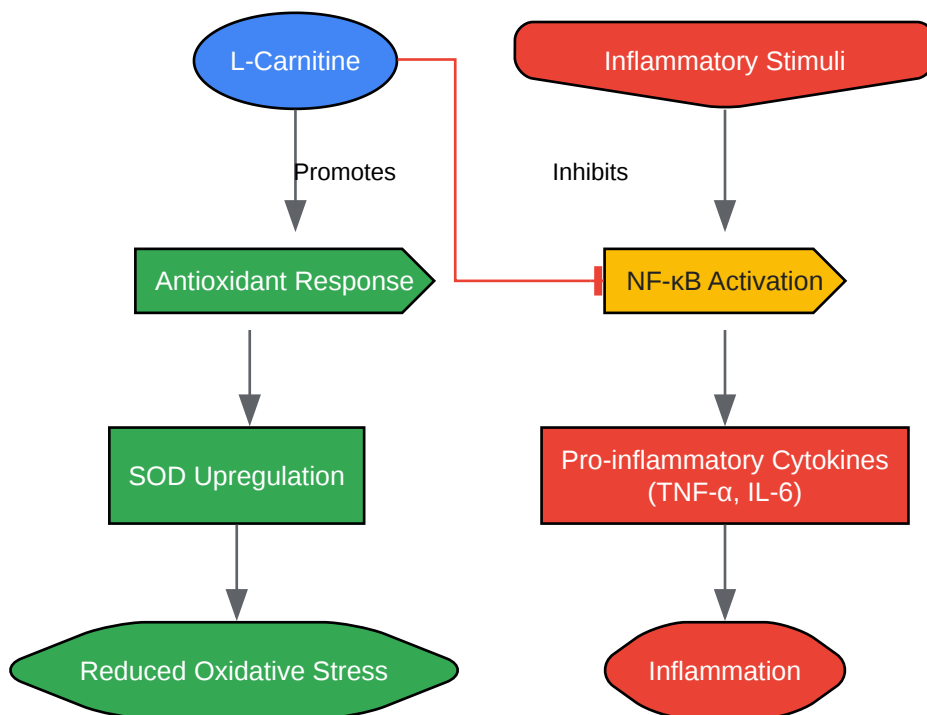 L-Carnitine
Inflammatory Stimuli
Promotes
Inhibits
Antioxidant Response
NF-κB Activation
SOD Upregulation
Pro-inflammatory Cytokines
(TNF-α, IL-6)
Reduced Oxidative Stress
Inflammation